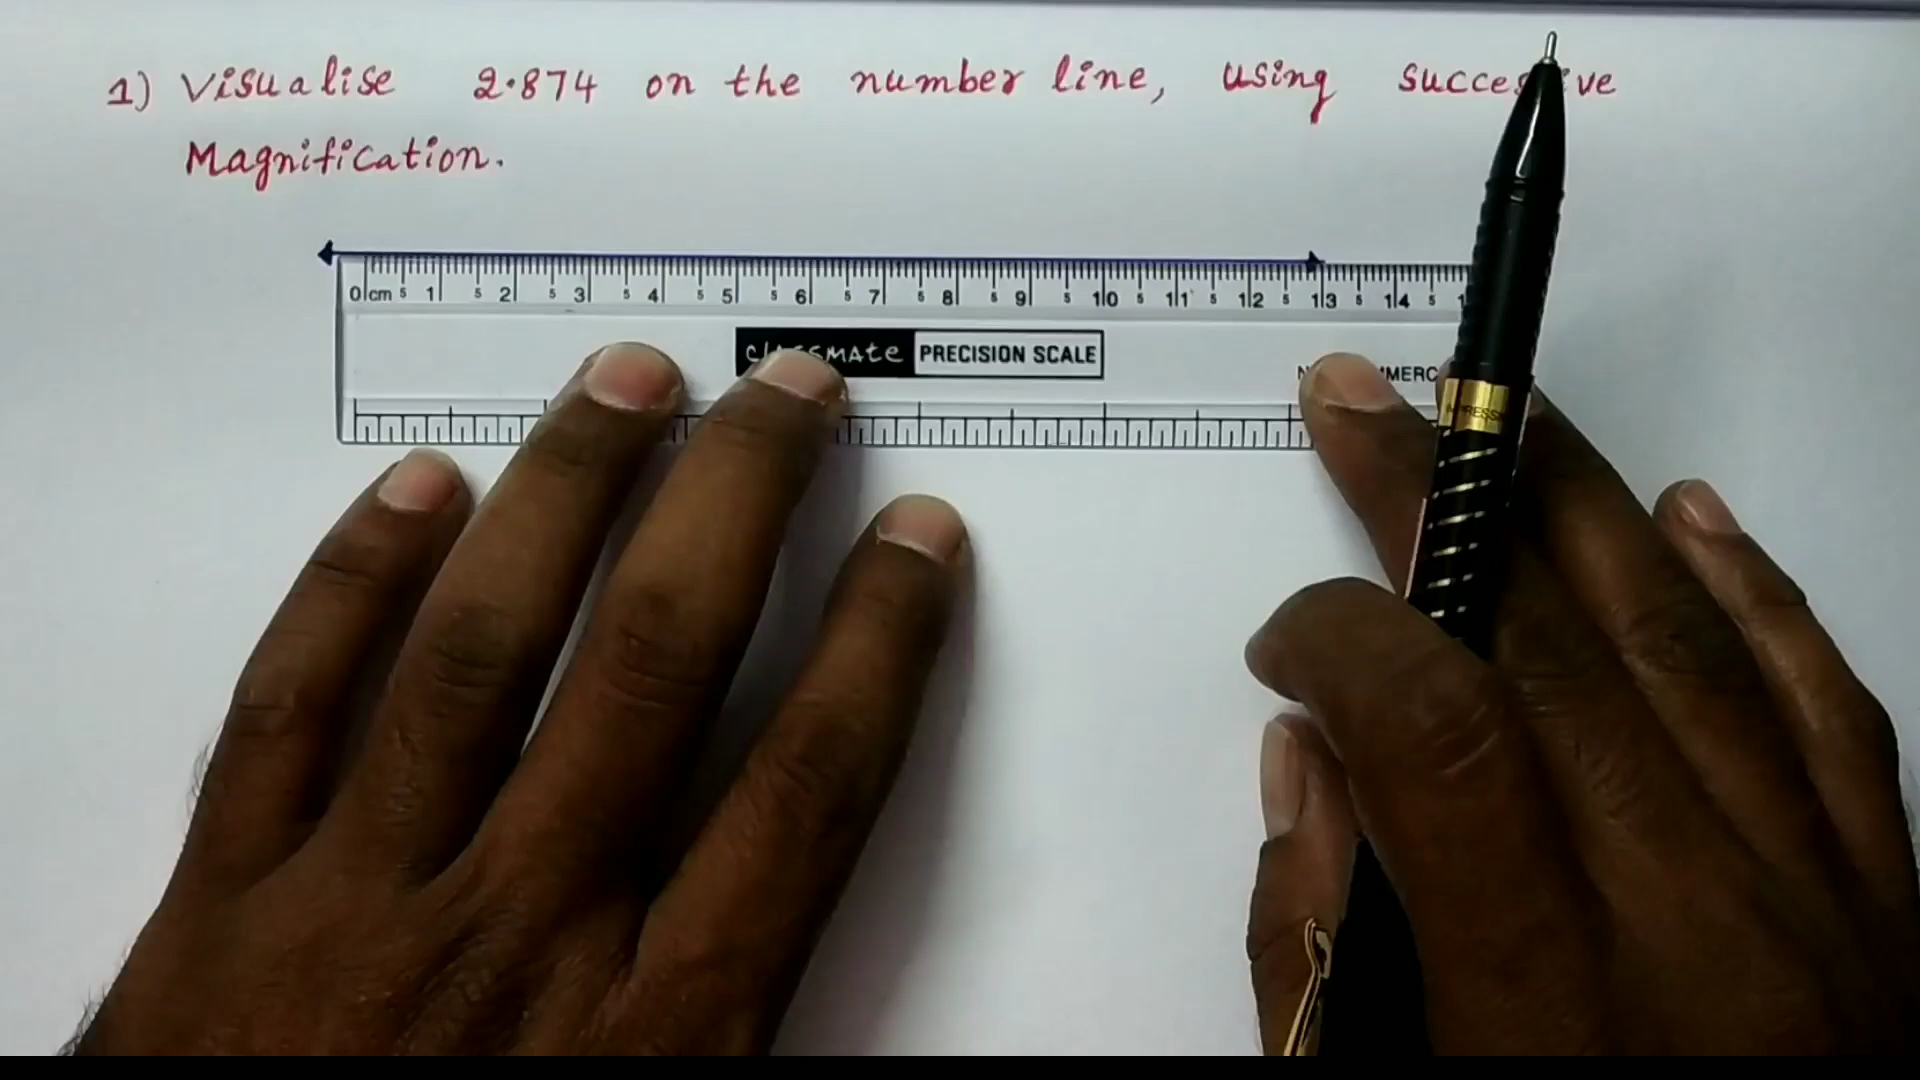 1) Visualise 2.874 on the number line, using
Magnification.
0 cm 5 1 5 2 5 3 5 4 5 5 5 6 5 7 5 8 5 9 5 10 5 11 5 12 5 13 5 14 5
classmate PRECISION SCALE